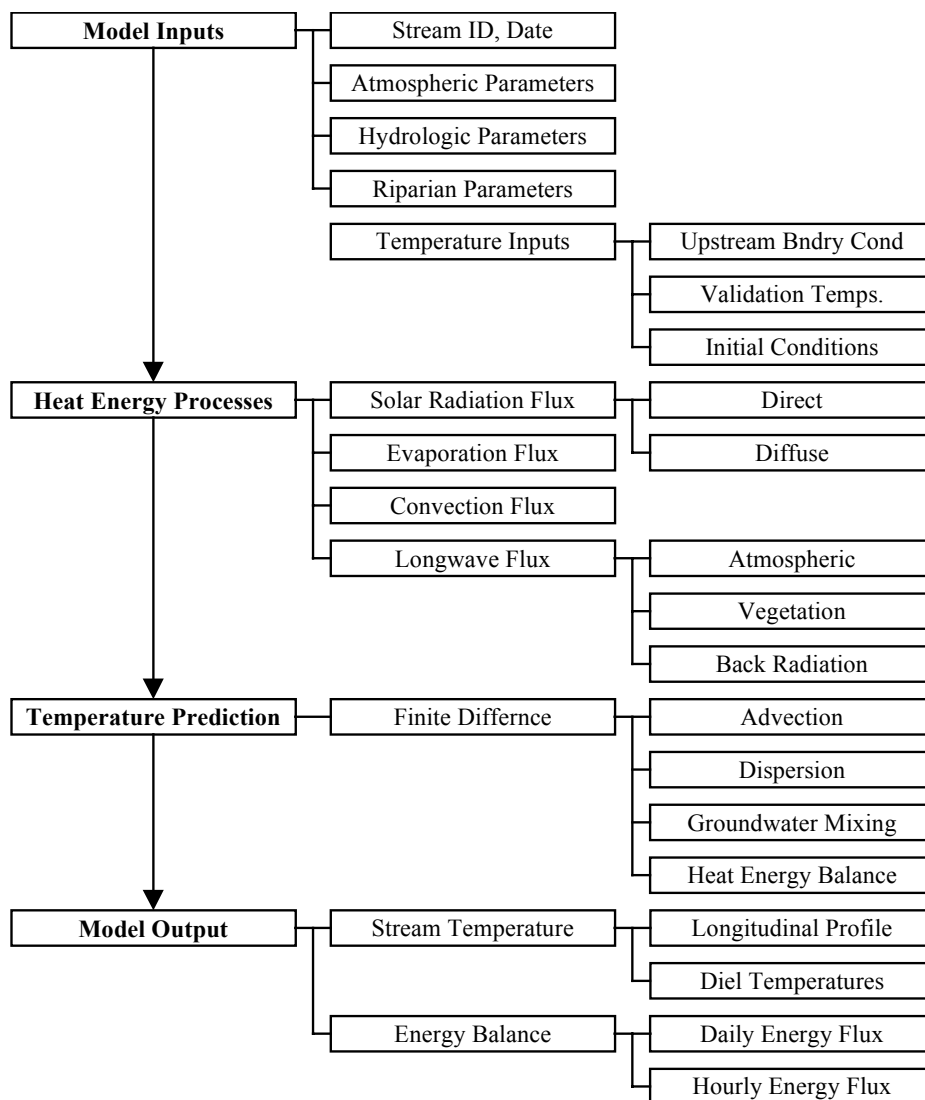 Model Inputs
Stream ID, Date
Atmospheric Parameters
Hydrologic Parameters
Riparian Parameters
Temperature Inputs
Upstream Bndry Cond
Validation Temps.
Initial Conditions
Heat Energy Processes
Solar Radiation Flux
Direct
Diffuse
Evaporation Flux
Convection Flux
Longwave Flux
Atmospheric
Vegetation
Back Radiation
Temperature Prediction
Finite Differnce
Advection
Dispersion
Groundwater Mixing
Heat Energy Balance
Model Output
Stream Temperature
Longitudinal Profile
Diel Temperatures
Energy Balance
Daily Energy Flux
Hourly Energy Flux